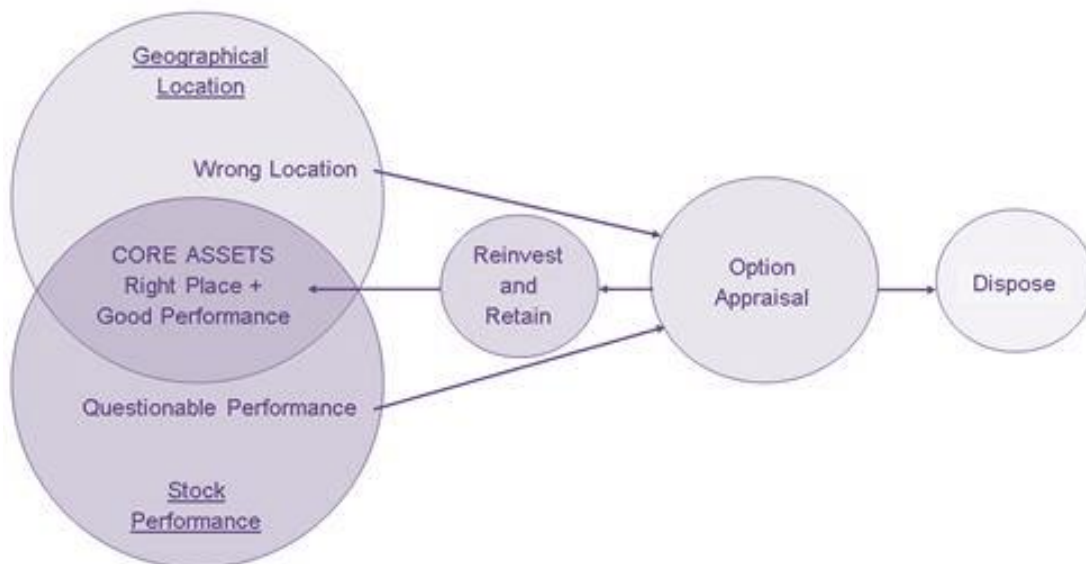 Geographical
Location
Wrong Location
CORE ASSETS
Right Place +
Good Performance
Questionable Performance
Stock
Performance
Reinvest
and
Retain
Option
Appraisal
Dispose